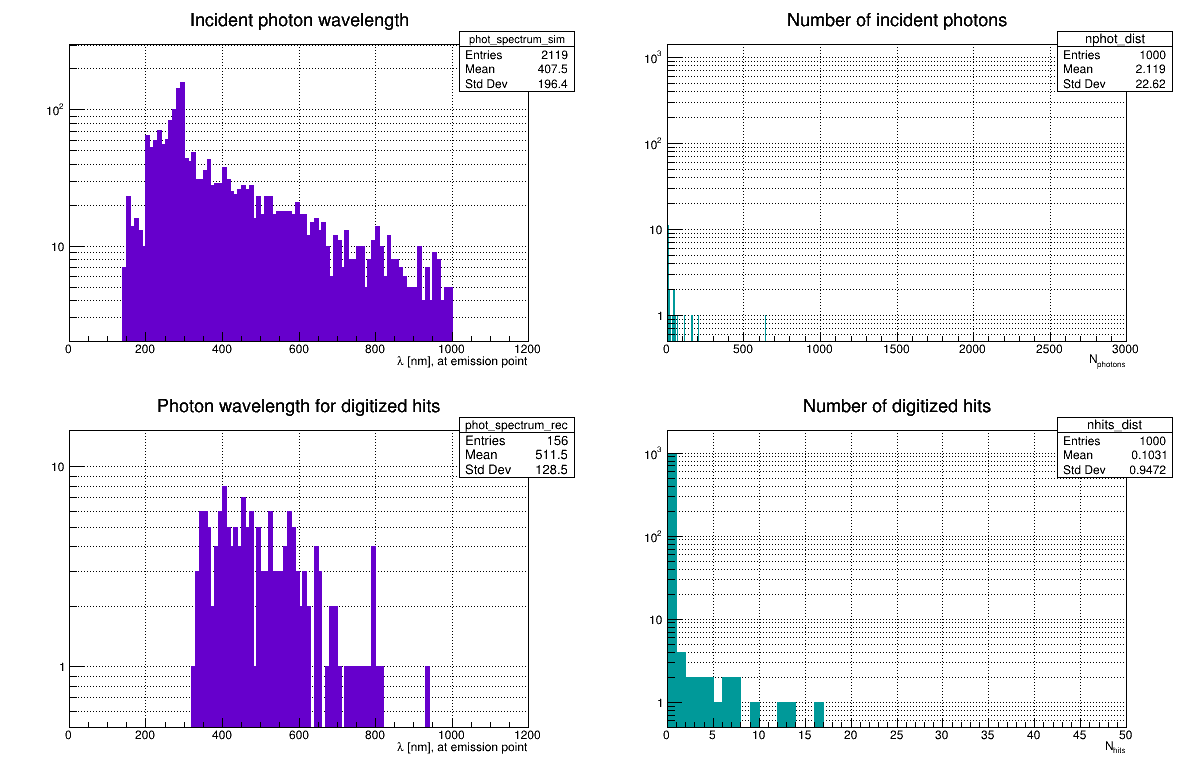 Incident photon wavelength
phot_spectrum_sim
Entries 2119
Mean 407.5
Std Dev 196.4
10²
10
0 200 400 600 800 1000 1200
λ [nm], at emission point
Number of incident photons
nphot_dist
Entries 1000
Mean 2.119
Std Dev 22.62
10³
10²
10
1
0 500 1000 1500 2000 2500 3000
N_photons
Photon wavelength for digitized hits
phot_spectrum_rec
Entries 156
Mean 511.5
Std Dev 128.5
10
1
0 200 400 600 800 1000 1200
λ [nm], at emission point
Number of digitized hits
nhits_dist
Entries 1000
Mean 0.1031
Std Dev 0.9472
10³
10²
10
1
0 5 10 15 20 25 30 35 40 45 50
N_hits